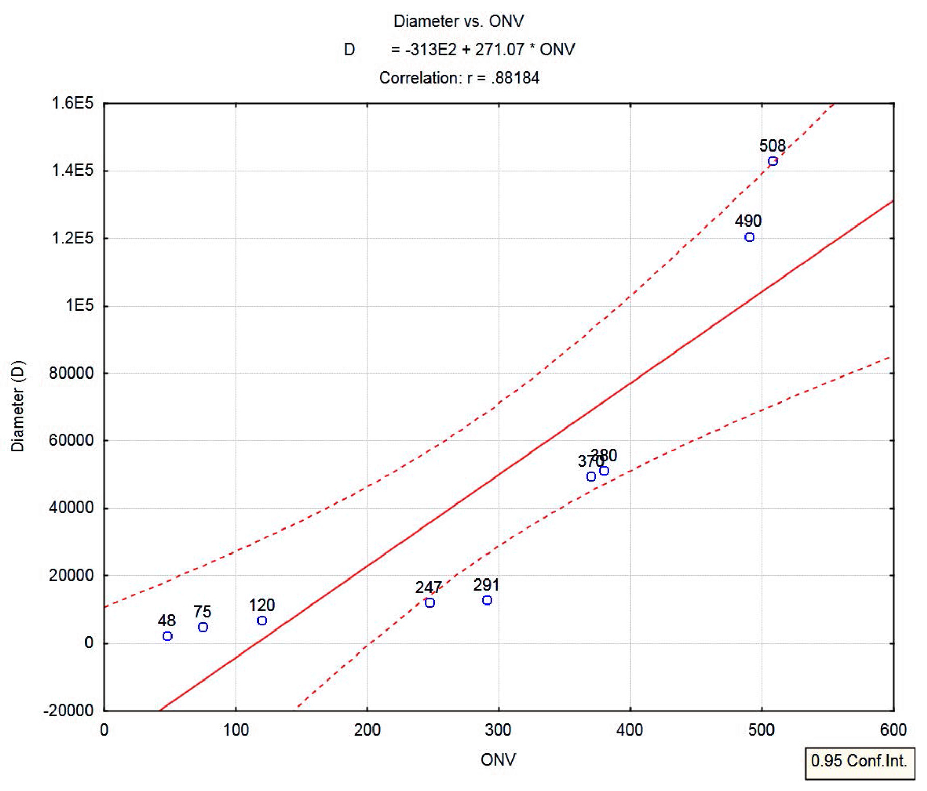 Diameter vs. ONV
D = -313E2 + 271.07 * ONV
Correlation: r = .88184
1.6E5
1.4E5
1.2E5
1E5
80000
60000
40000
20000
0
-20000
Diameter (D)
508
490
370
380
247
291
48
75
120
0 100 200 300 400 500 600
ONV
0.95 Conf.Int.